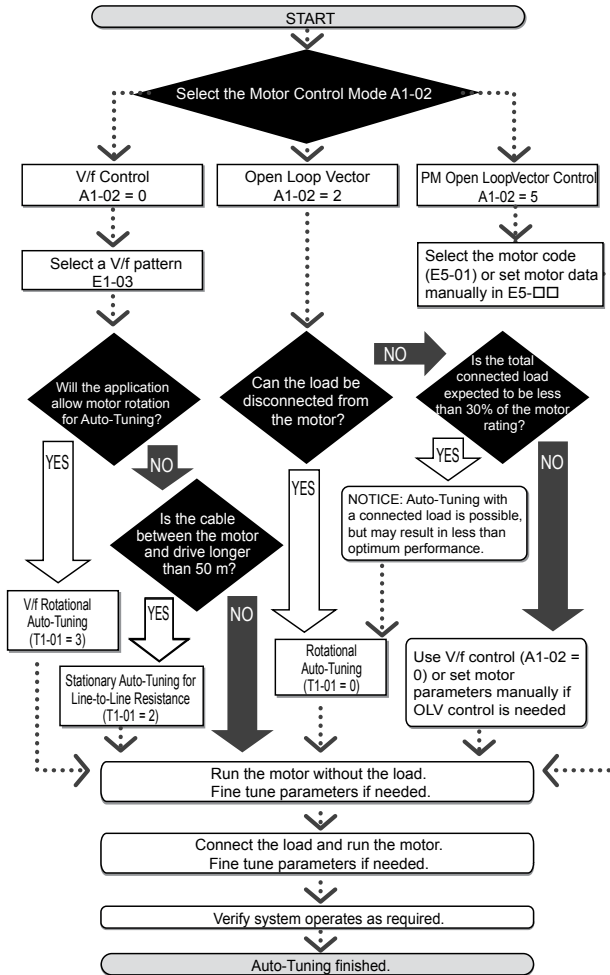 START
Select the Motor Control Mode A1-02
V/f Control
A1-02 = 0
Open Loop Vector
A1-02 = 2
PM Open LoopVector Control
A1-02 = 5
Select a V/f pattern
E1-03
Select the motor code
(E5-01) or set motor data
manually in E5-□□
Will the application
allow motor rotation
for Auto-Tuning?
Can the load be
disconnected from
the motor?
NO
Is the total
connected load
expected to be less
than 30% of the motor
rating?
YES
NO
YES
YES
NO
Is the cable
between the motor
and drive longer
than 50 m?
NOTICE: Auto-Tuning with
a connected load is possible,
but may result in less than
optimum performance.
V/f Rotational
Auto-Tuning
(T1-01 = 3)
YES
NO
Stationary Auto-Tuning for
Line-to-Line Resistance
(T1-01 = 2)
Rotational
Auto-Tuning
(T1-01 = 0)
Use V/f control (A1-02 =
0) or set motor
parameters manually if
OLV control is needed
Run the motor without the load.
Fine tune parameters if needed.
Connect the load and run the motor.
Fine tune parameters if needed.
Verify system operates as required.
Auto-Tuning finished.